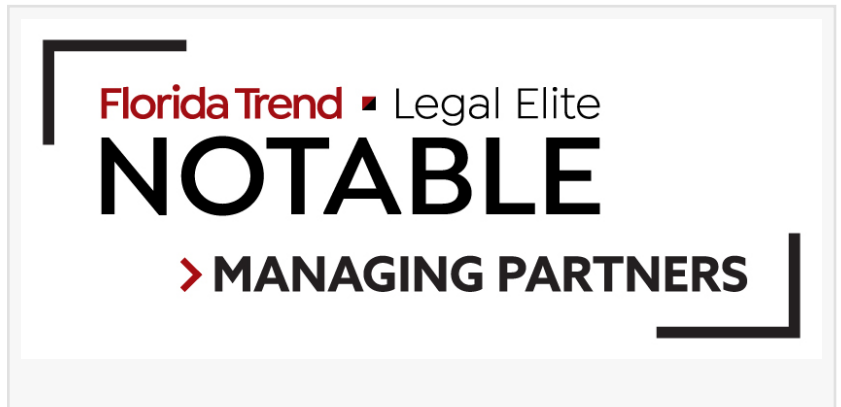 Florida Trend ▪ Legal Elite
NOTABLE
> MANAGING PARTNERS